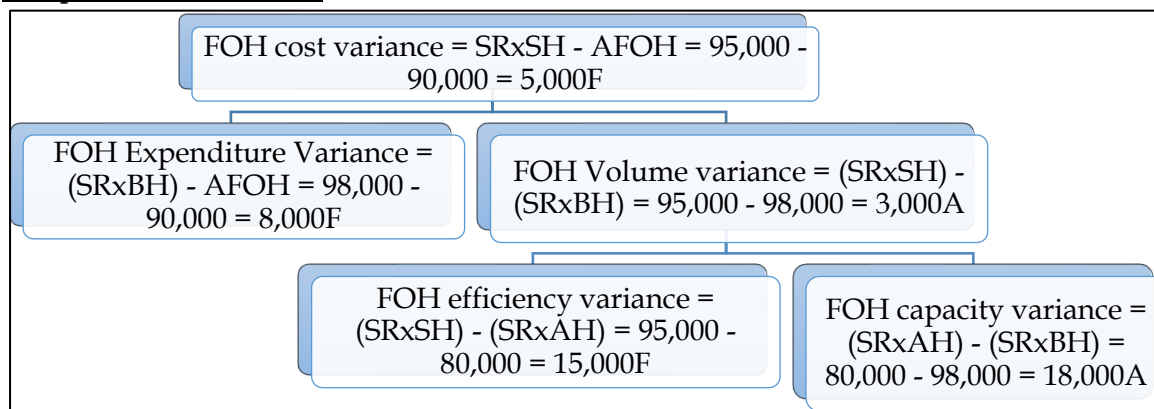 FOH cost variance = SRxSH - AFOH = 95,000 -
90,000 = 5,000F
FOH Expenditure Variance =
(SRxBH) - AFOH = 98,000 -
90,000 = 8,000F
FOH Volume variance = (SRxSH) -
(SRxBH) = 95,000 - 98,000 = 3,000A
FOH efficiency variance =
(SRxSH) - (SRxAH) = 95,000 -
80,000 = 15,000F
FOH capacity variance =
(SRxAH) - (SRxBH) =
80,000 - 98,000 = 18,000A